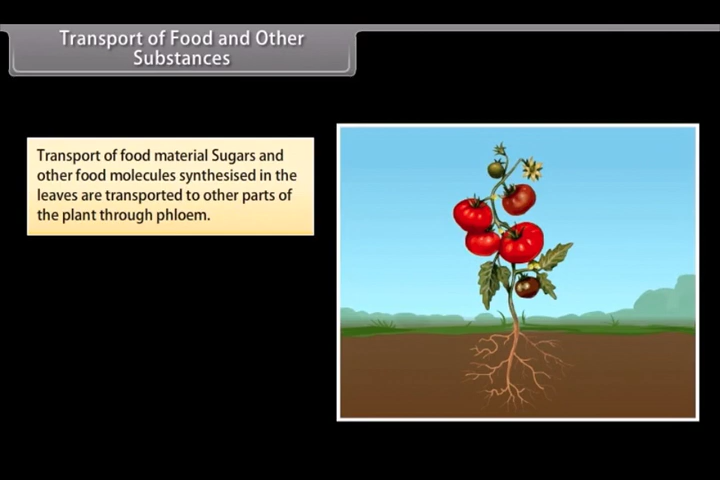 Transport of Food and Other
Substances
Transport of food material Sugars and
other food molecules synthesised in the
leaves are transported to other parts of
the plant through phloem.